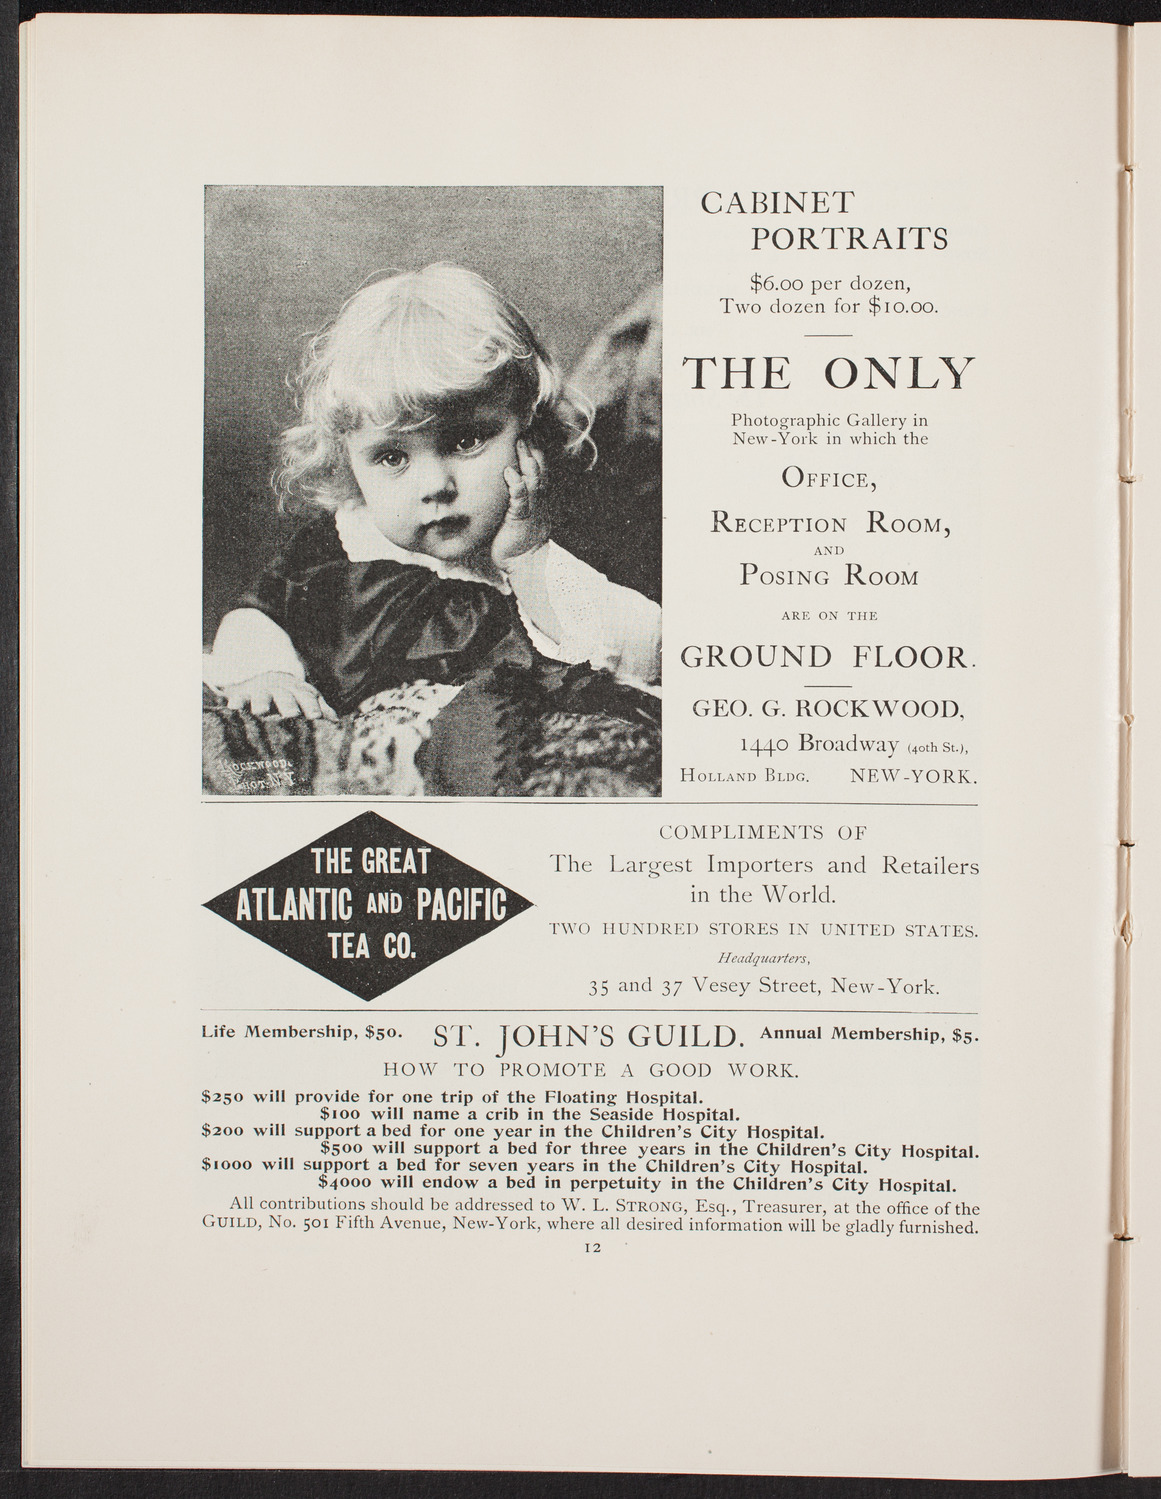 CABINET
PORTRAITS
$6.00 per dozen,
Two dozen for $10.00.
THE ONLY
Photographic Gallery in
New-York in which the
OFFICE,
RECEPTION ROOM,
AND
POSING ROOM
ARE ON THE
GROUND FLOOR.
GEO. G. ROCKWOOD,
1440 Broadway (40th St.),
HOLLAND BLDG. NEW-YORK.
ROCKWOOD.
PHOT. N.Y.
THE GREAT
ATLANTIC AND PACIFIC
TEA CO.
COMPLIMENTS OF
The Largest Importers and Retailers
in the World.
TWO HUNDRED STORES IN UNITED STATES.
Headquarters,
35 and 37 Vesey Street, New-York.
Life Membership, $50. ST. JOHN'S GUILD. Annual Membership, $5.
HOW TO PROMOTE A GOOD WORK.
$250 will provide for one trip of the Floating Hospital.
$100 will name a crib in the Seaside Hospital.
$200 will support a bed for one year in the Children's City Hospital.
$500 will support a bed for three years in the Children's City Hospital.
$1000 will support a bed for seven years in the Children's City Hospital.
$4000 will endow a bed in perpetuity in the Children's City Hospital.
All contributions should be addressed to W. L. STRONG, Esq., Treasurer, at the office of the
GUILD, No. 501 Fifth Avenue, New-York, where all desired information will be gladly furnished.
12